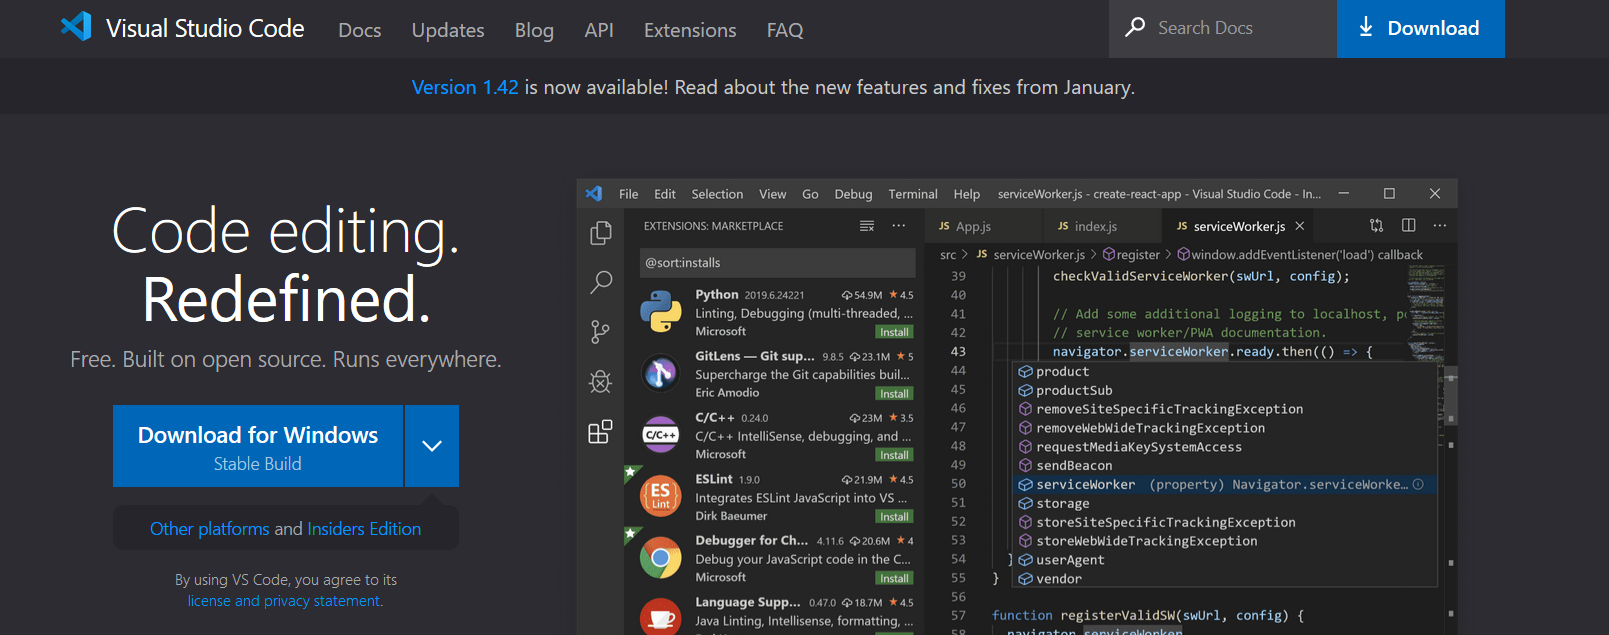 Visual Studio Code Docs Updates Blog API Extensions FAQ Search Docs Download
Version 1.42 is now available! Read about the new features and fixes from January.
Code editing.
Redefined.
Free. Built on open source. Runs everywhere.
Download for Windows
Stable Build
Other platforms and Insiders Edition
By using VS Code, you agree to its
license and privacy statement.
File Edit Selection View Go Debug Terminal Help serviceWorker.js - create-react-app - Visual Studio Code - In...
EXTENSIONS: MARKETPLACE
@sort:installs
Python 2019.6.24221 54.9M 4.5
Linting, Debugging (multi-threaded, ...
Microsoft Install
GitLens — Git sup... 9.8.5 23.1M 5
Supercharge the Git capabilities buil...
Eric Amodio Install
C/C++
C/C++ 0.24.0 23M 3.5
C/C++ IntelliSense, debugging, and ...
Microsoft Install
ES
Lint
ESLint 1.9.0 21.9M 4.5
Integrates ESLint JavaScript into VS ...
Dirk Baeumer Install
Debugger for Ch... 4.11.6 20.6M 4
Debug your JavaScript code in the C...
Microsoft Install
Language Supp... 0.47.0 18.7M 4.5
Java Linting, Intellisense, formatting, ...
JS App.js JS index.js JS serviceWorker.js
src > JS serviceWorker.js > register > window.addEventListener('load') callback
39 checkValidServiceWorker(swUrl, config);
40
41 // Add some additional logging to localhost, po
42 // service worker/PWA documentation.
43 navigator.serviceWorker.ready.then(() => {
44 product
45 productSub
46 removeSiteSpecificTrackingException
47 removeWebWideTrackingException
48 requestMediaKeySystemAccess
49 sendBeacon
50 serviceWorker (property) Navigator.serviceWorke...
51 storage
52 storeSiteSpecificTrackingException
53 storeWebWideTrackingException
54 } userAgent
55 } vendor
56
57 function registerValidSW(swUrl, config) {
58 navigator.serviceWorker